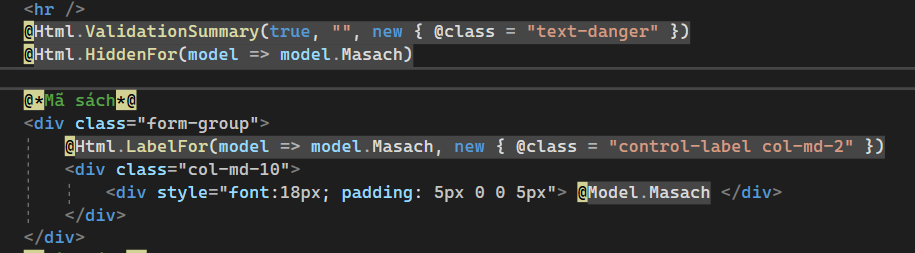 <hr />
@Html.ValidationSummary(true, "", new { @class = "text-danger" })
@Html.HiddenFor(model => model.Masach)
@*Mã sách*@
<div class="form-group">
@Html.LabelFor(model => model.Masach, new { @class = "control-label col-md-2" })
<div class="col-md-10">
<div style="font:18px; padding: 5px 0 0 5px"> @Model.Masach </div>
</div>
</div>